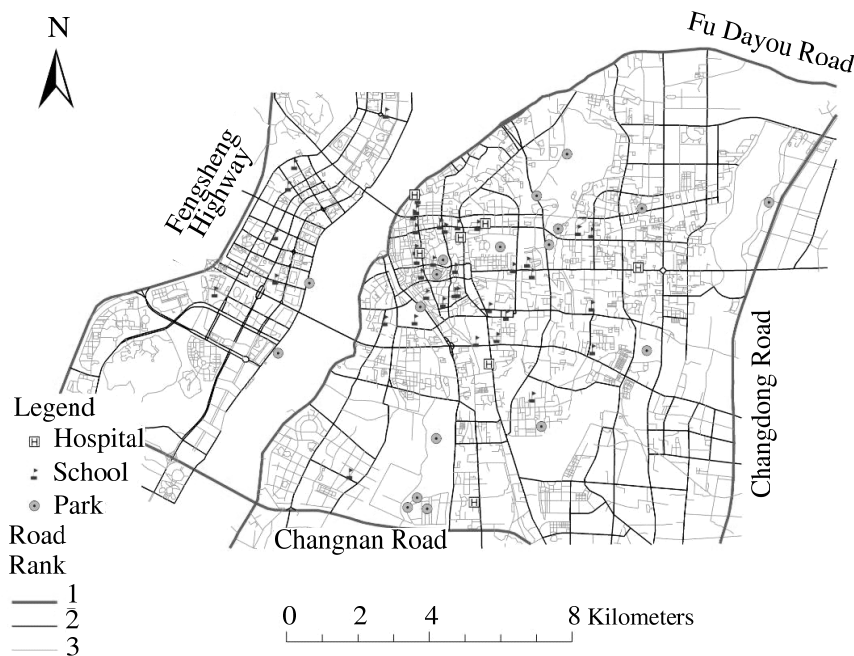 N
Fu Dayou Road
Fengsheng
Highway
H
H
H
H
H
H
H
Changdong Road
Legend
H Hospital
School
Park
Road
Rank
1
2
3
Changnan Road
0 2 4 8 Kilometers